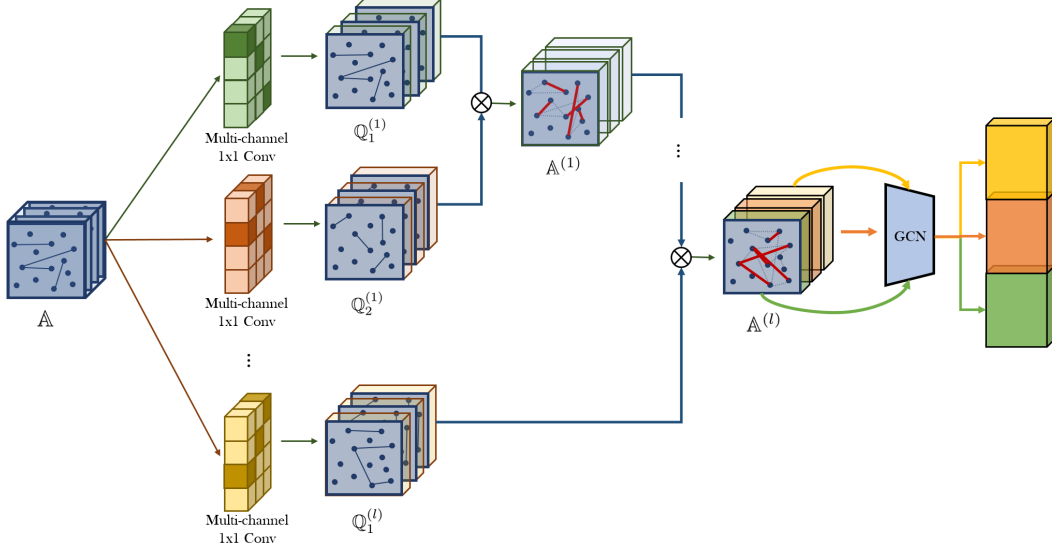 Multi-channel
1x1 Conv
ℚ₁⁽¹⁾
𝔸⁽¹⁾
⋮
Multi-channel
1x1 Conv
ℚ₂⁽¹⁾
𝔸
GCN
𝔸⁽ˡ⁾
⋮
Multi-channel
1x1 Conv
ℚ₁⁽ˡ⁾